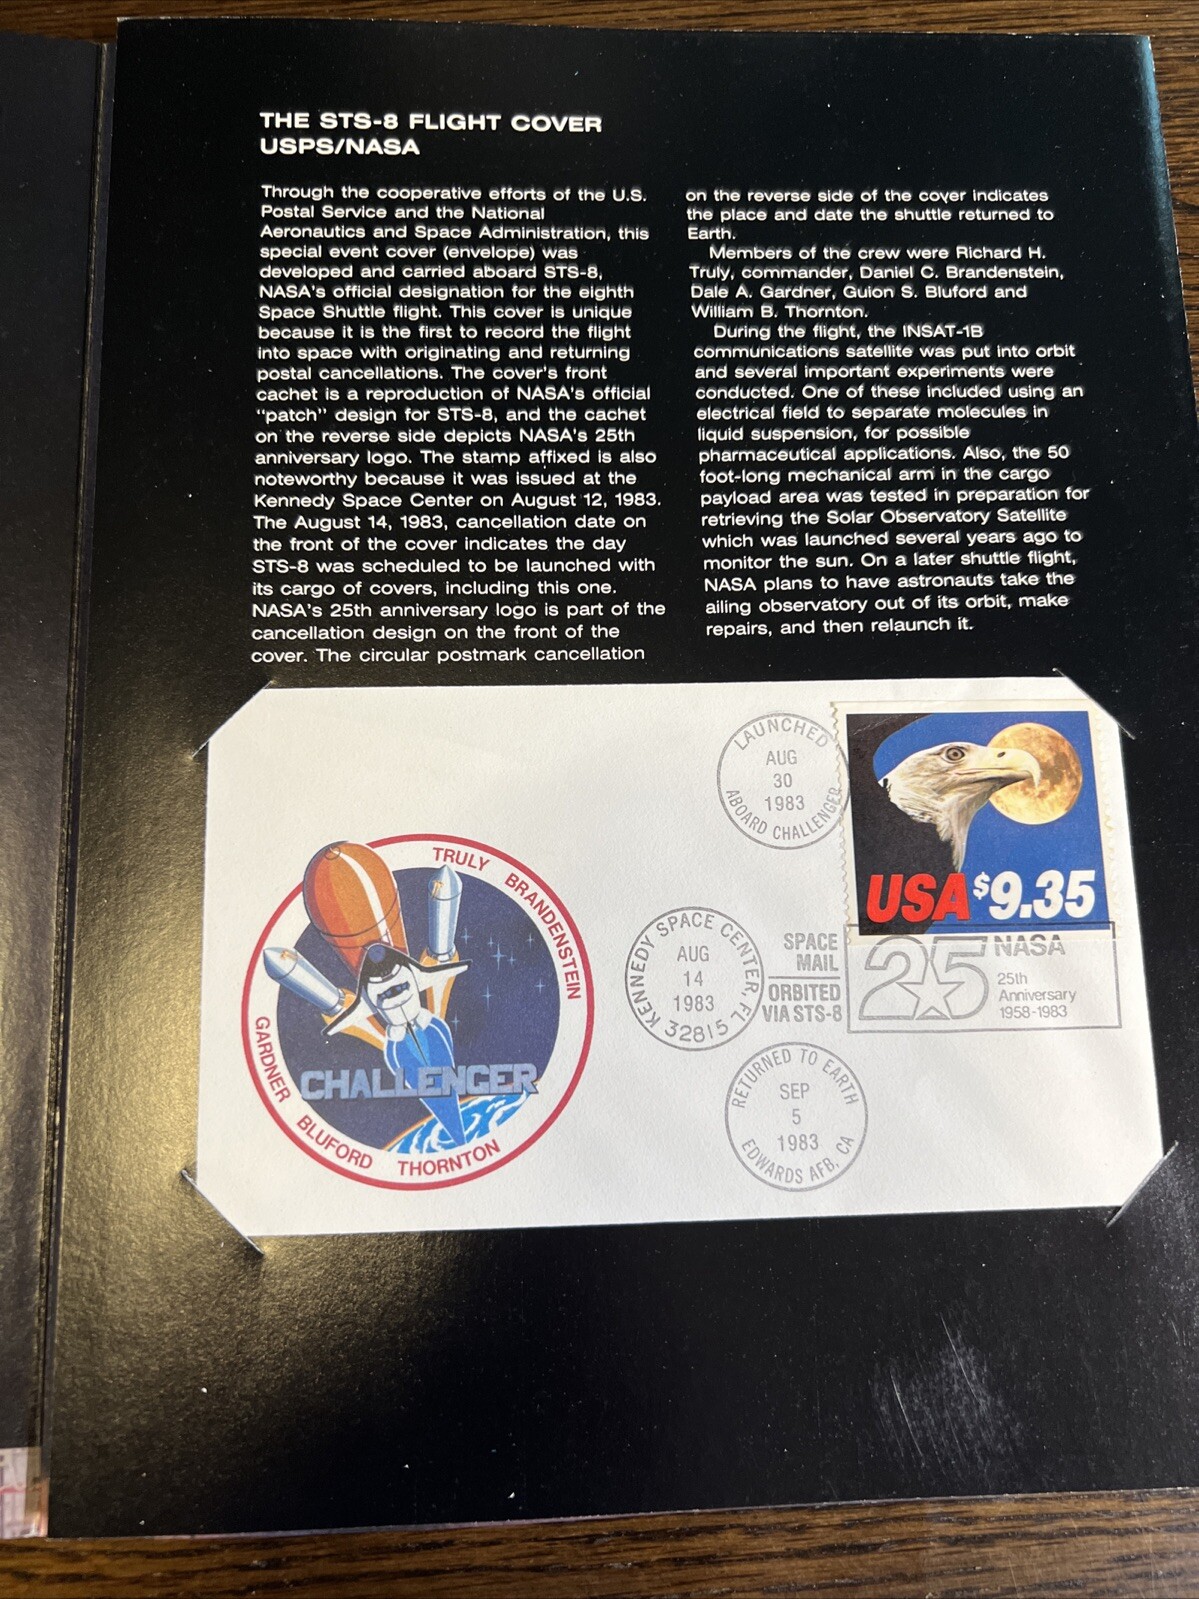 THE STS-8 FLIGHT COVER
USPS/NASA
Through the cooperative efforts of the U.S.
Postal Service and the National
Aeronautics and Space Administration, this
special event cover (envelope) was
developed and carried aboard STS-8,
NASA's official designation for the eighth
Space Shuttle flight. This cover is unique
because it is the first to record the flight
into space with originating and returning
postal cancellations. The cover's front
cachet is a reproduction of NASA's official
"patch" design for STS-8, and the cachet
on the reverse side depicts NASA's 25th
anniversary logo. The stamp affixed is also
noteworthy because it was issued at the
Kennedy Space Center on August 12, 1983.
The August 14, 1983, cancellation date on
the front of the cover indicates the day
STS-8 was scheduled to be launched with
its cargo of covers, including this one.
NASA's 25th anniversary logo is part of the
cancellation design on the front of the
cover. The circular postmark cancellation
on the reverse side of the cover indicates
the place and date the shuttle returned to
Earth.
Members of the crew were Richard H.
Truly, commander, Daniel C. Brandenstein,
Dale A. Gardner, Guion S. Bluford and
William B. Thornton.
During the flight, the INSAT-1B
communications satellite was put into orbit
and several important experiments were
conducted. One of these included using an
electrical field to separate molecules in
liquid suspension, for possible
pharmaceutical applications. Also, the 50
foot-long mechanical arm in the cargo
payload area was tested in preparation for
retrieving the Solar Observatory Satellite
which was launched several years ago to
monitor the sun. On a later shuttle flight,
NASA plans to have astronauts take the
ailing observatory out of its orbit, make
repairs, and then relaunch it.
TRULY BRANDENSTEIN
GARDNER BLUFORD THORNTON
CHALLENGER
LAUNCHED
AUG
30
1983
ABOARD CHALLENGER
USA $9.35
KENNEDY SPACE CENTER, FL
AUG
14
1983
32815
SPACE
MAIL
ORBITED
VIA STS-8
25 NASA
25th
Anniversary
1958-1983
RETURNED TO EARTH
SEP
5
1983
EDWARDS AFB, CA